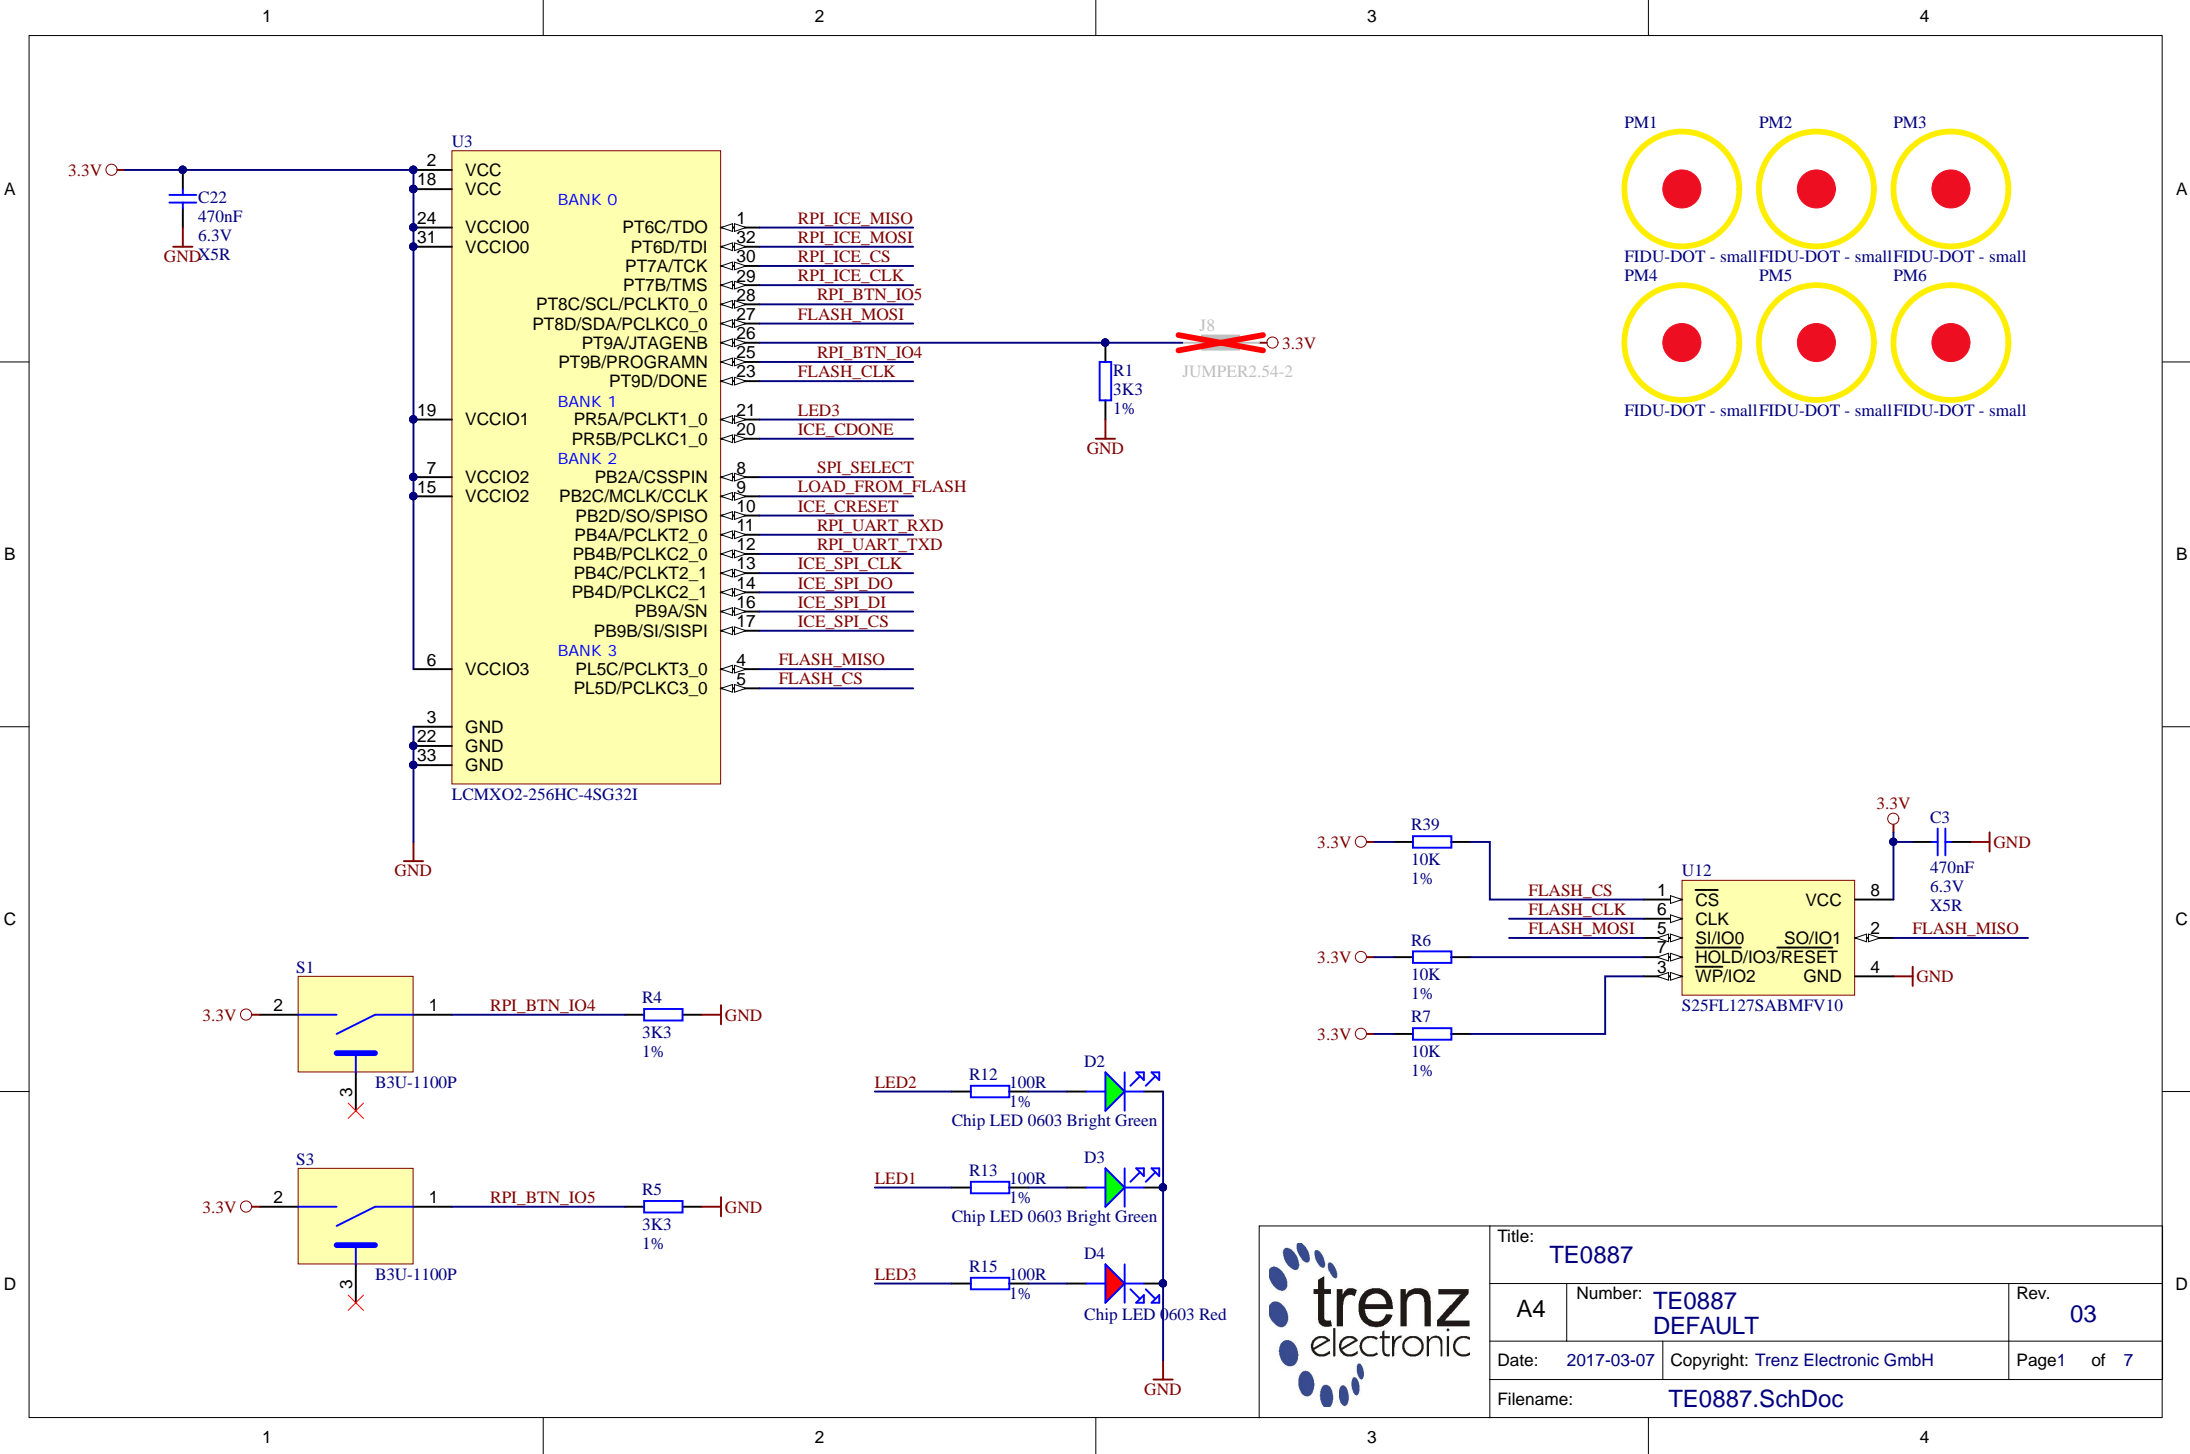 1 2 3 4
A A
B B
C C
D D
U3
3.3V
C22
470nF
6.3V
X5R
GND
2 VCC
18 VCC
24 VCCIO0
31 VCCIO0
19 VCCIO1
7 VCCIO2
15 VCCIO2
6 VCCIO3
3 GND
22 GND
33 GND
GND
BANK 0
PT6C/TDO 1 RPI_ICE_MISO
PT6D/TDI 32 RPI_ICE_MOSI
PT7A/TCK 30 RPI_ICE_CS
PT7B/TMS 29 RPI_ICE_CLK
PT8C/SCL/PCLKT0_0 28 RPI_BTN_IO5
PT8D/SDA/PCLKC0_0 27 FLASH_MOSI
PT9A/JTAGENB 26
PT9B/PROGRAMN 25 RPI_BTN_IO4
PT9D/DONE 23 FLASH_CLK
BANK 1
PR5A/PCLKT1_0 21 LED3
PR5B/PCLKC1_0 20 ICE_CDONE
BANK 2
PB2A/CSSPIN 8 SPI_SELECT
PB2C/MCLK/CCLK 9 LOAD_FROM_FLASH
PB2D/SO/SPISO 10 ICE_CRESET
PB4A/PCLKT2_0 11 RPI_UART_RXD
PB4B/PCLKC2_0 12 RPI_UART_TXD
PB4C/PCLKT2_1 13 ICE_SPI_CLK
PB4D/PCLKC2_1 14 ICE_SPI_DO
PB9A/SN 16 ICE_SPI_DI
PB9B/SI/SISPI 17 ICE_SPI_CS
BANK 3
PL5C/PCLKT3_0 4 FLASH_MISO
PL5D/PCLKC3_0 5 FLASH_CS
LCMXO2-256HC-4SG32I
J8
3.3V
JUMPER2.54-2
R1
3K3
1%
GND
PM1 PM2 PM3
FIDU-DOT - small FIDU-DOT - small FIDU-DOT - small
PM4 PM5 PM6
FIDU-DOT - small FIDU-DOT - small FIDU-DOT - small
3.3V R39
10K
1%
3.3V R6
10K
1%
3.3V R7
10K
1%
U12
FLASH_CS 1 CS
FLASH_CLK 6 CLK
FLASH_MOSI 5 SI/IO0
7 HOLD/IO3/RESET
3 WP/IO2
VCC 8
SO/IO1 2 FLASH_MISO
GND 4 GND
S25FL127SABMFV10
3.3V
C3
GND
470nF
6.3V
X5R
S1
3.3V 2 1 RPI_BTN_IO4 R4 GND
3K3
1%
3
B3U-1100P
S3
3.3V 2 1 RPI_BTN_IO5 R5 GND
3K3
1%
3
B3U-1100P
LED2 R12 100R D2
1%
Chip LED 0603 Bright Green
LED1 R13 100R D3
1%
Chip LED 0603 Bright Green
LED3 R15 100R D4
1%
Chip LED 0603 Red
GND
trenz
electronic
Title:
TE0887
A4
Number: TE0887
DEFAULT
Rev.
03
Date: 2017-03-07
Copyright: Trenz Electronic GmbH
Page1 of 7
Filename: TE0887.SchDoc
1 2 3 4